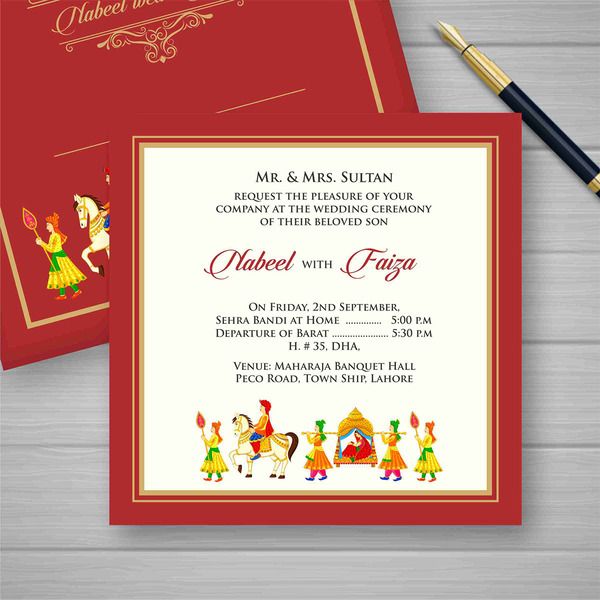 Nabeel
Mr. & Mrs. Sultan
request the pleasure of your
company at the wedding ceremony
of their beloved son
Nabeel with Faiza
On Friday, 2nd September,
Sehra Bandi at Home .............. 5:00 p.m
Departure of Barat ...................... 5:30 p.m
H. # 35, DHA,
Venue: Maharaja Banquet Hall
Peco Road, Town Ship, Lahore